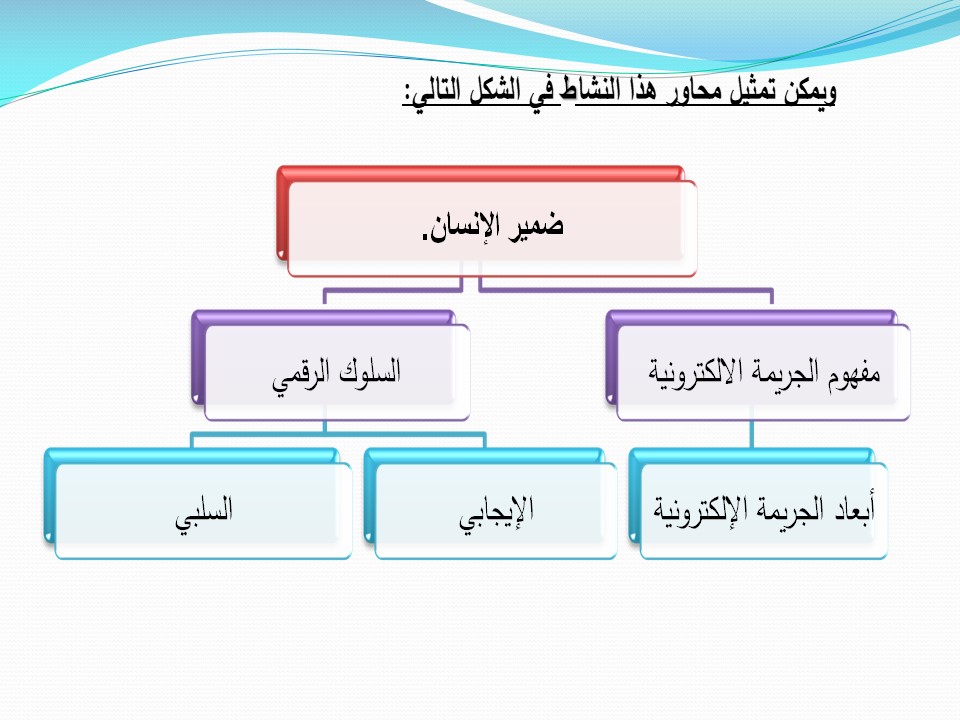 ويمكن تمثيل محاور هذا النشاط في الشكل التالي:
ضمير الإنسان.
مفهوم الجريمة الالكترونية
السلوك الرقمي
أبعاد الجريمة الإلكترونية
الإيجابي
السلبي